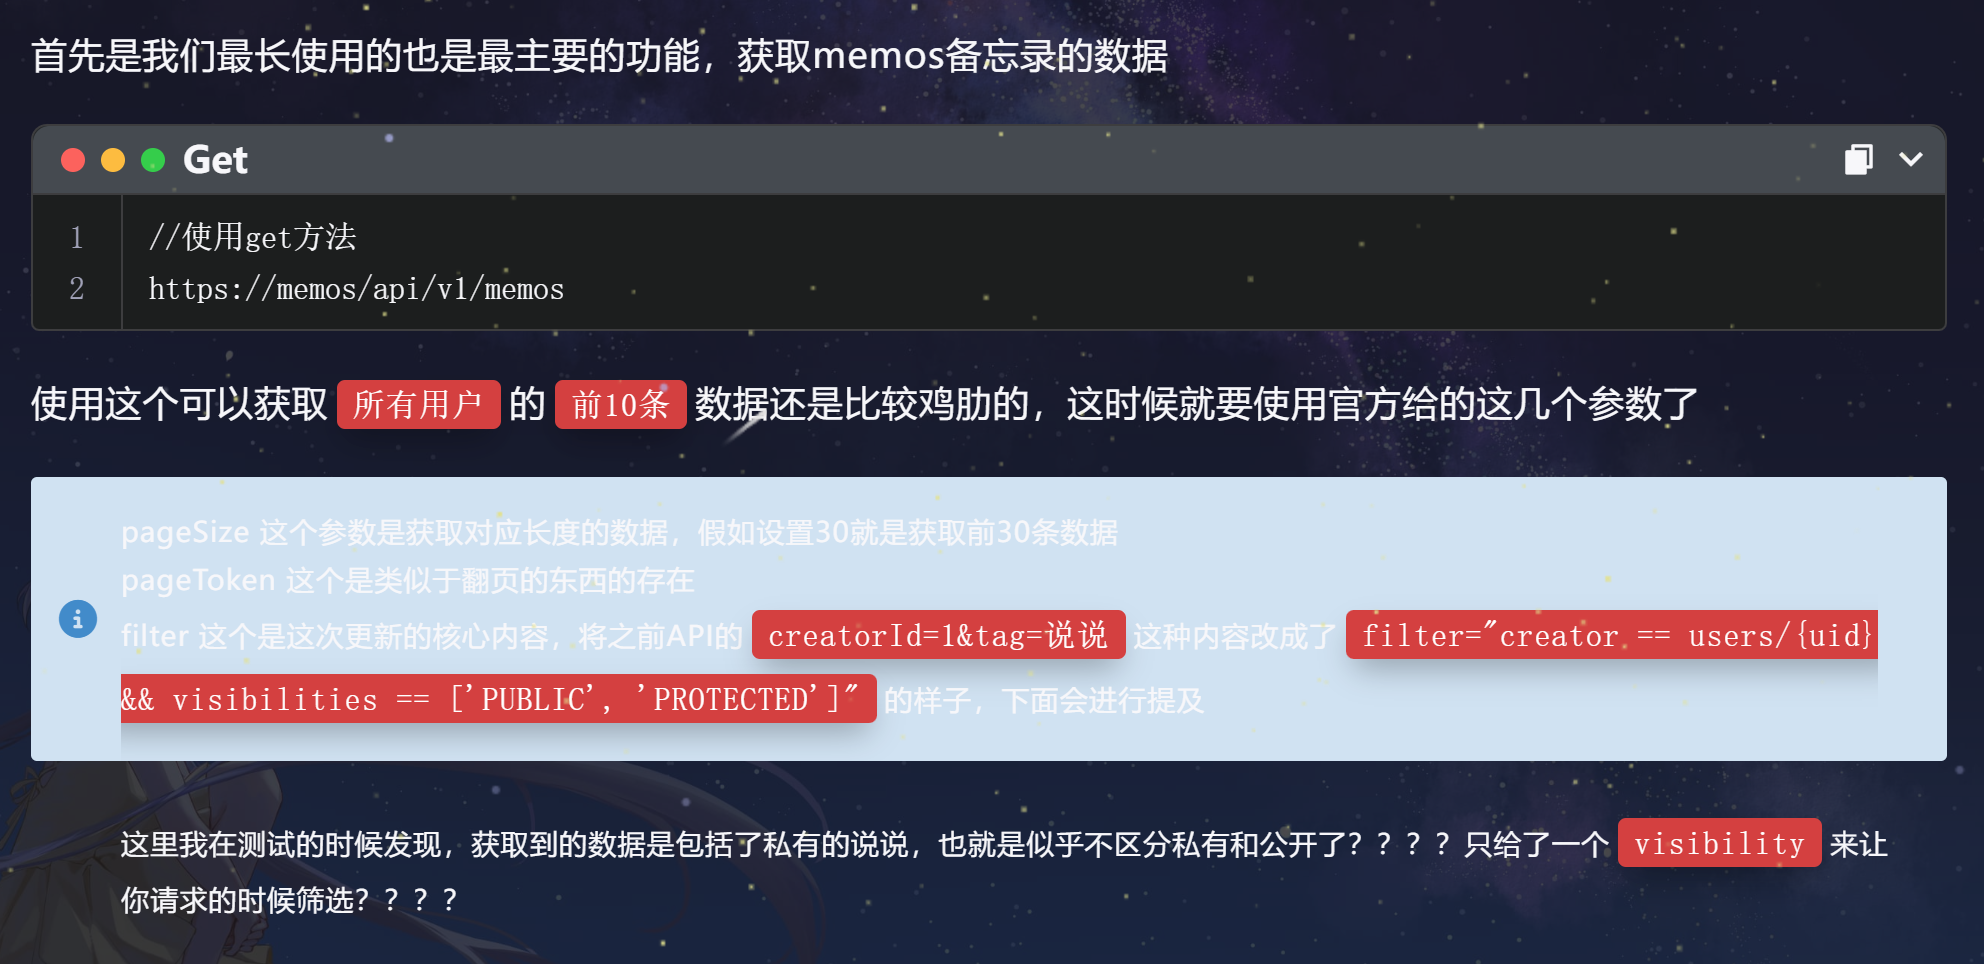 首先是我们最长使用的也是最主要的功能，获取memos备忘录的数据
Get
1 //使用get方法
2 https://memos/api/v1/memos
使用这个可以获取 所有用户 的 前10条 数据还是比较鸡肋的，这时候就要使用官方给的这几个参数了
pageSize 这个参数是获取对应长度的数据，假如设置30就是获取前30条数据
pageToken 这个是类似于翻页的东西的存在
filter 这个是这次更新的核心内容，将之前API的 creatorId=1&tag=说说 这种内容改成了 filter="creator == users/{uid}
&& visibilities == ['PUBLIC', 'PROTECTED']" 的样子，下面会进行提及
这里我在测试的时候发现，获取到的数据是包括了私有的说说，也就是似乎不区分私有和公开了？？？？只给了一个 visibility 来让
你请求的时候筛选？？？？